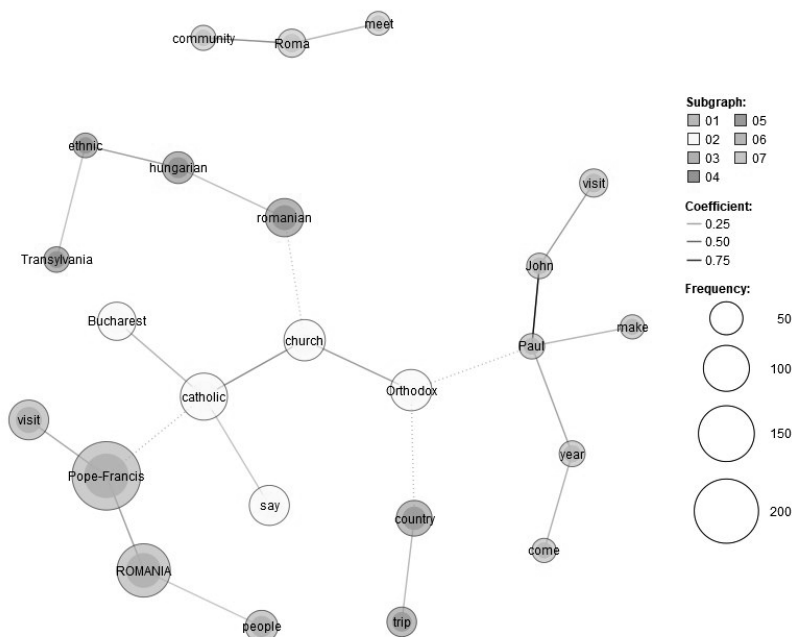 meet
community
Roma
Subgraph:
01 05
02 06
03 07
04
ethnic
hungarian
visit
romanian
Coefficient:
0.25
0.50
0.75
Transylvania
John
Frequency:
50
Bucharest
make
church
Paul
100
catholic
Orthodox
visit
150
year
Pope-Francis
say
200
country
come
ROMANIA
people
trip